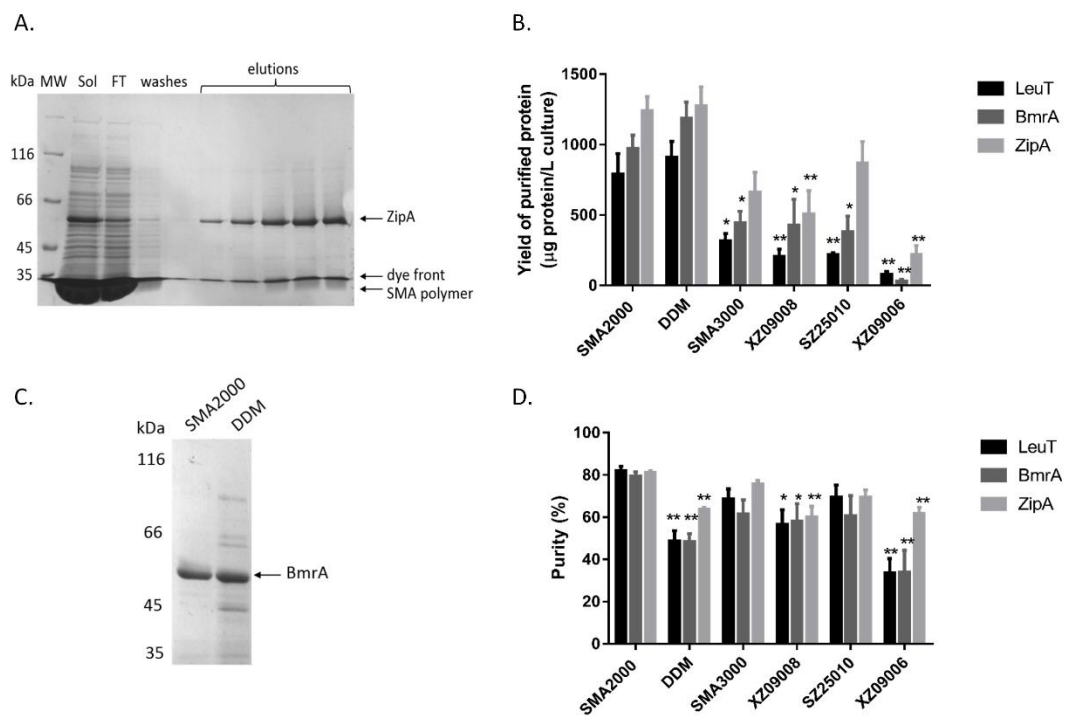 A.
kDa MW Sol FT washes elutions
116
66
45
35
ZipA
dye front
SMA polymer
B.
Yield of purified protein
(µg protein/L culture)
1500
1000
500
0
* * ** * ** ** * ** ** **
SMA2000 DDM SMA3000 XZ09008 SZ25010 XZ09006
LeuT
BmrA
ZipA
C.
SMA2000 DDM
kDa
116
66
45
35
BmrA
D.
Purity (%)
100
80
60
40
20
0
** ** ** * * ** ** ** **
SMA2000 DDM SMA3000 XZ09008 SZ25010 XZ09006
LeuT
BmrA
ZipA